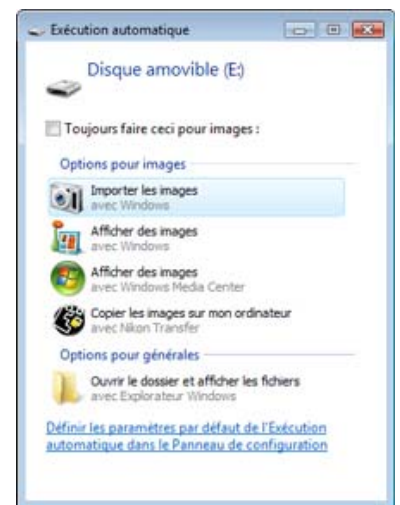 Exécution automatique
Disque amovible (E:)
Toujours faire ceci pour images :
Options pour images
Importer les images
avec Windows
Afficher des images
avec Windows
Afficher des images
avec Windows Media Center
Copier les images sur mon ordinateur
avec Nikon Transfer
Options pour générales
Ouvrir le dossier et afficher les fichiers
avec Explorateur Windows
Définir les paramètres par défaut de l'Exécution
automatique dans le Panneau de configuration